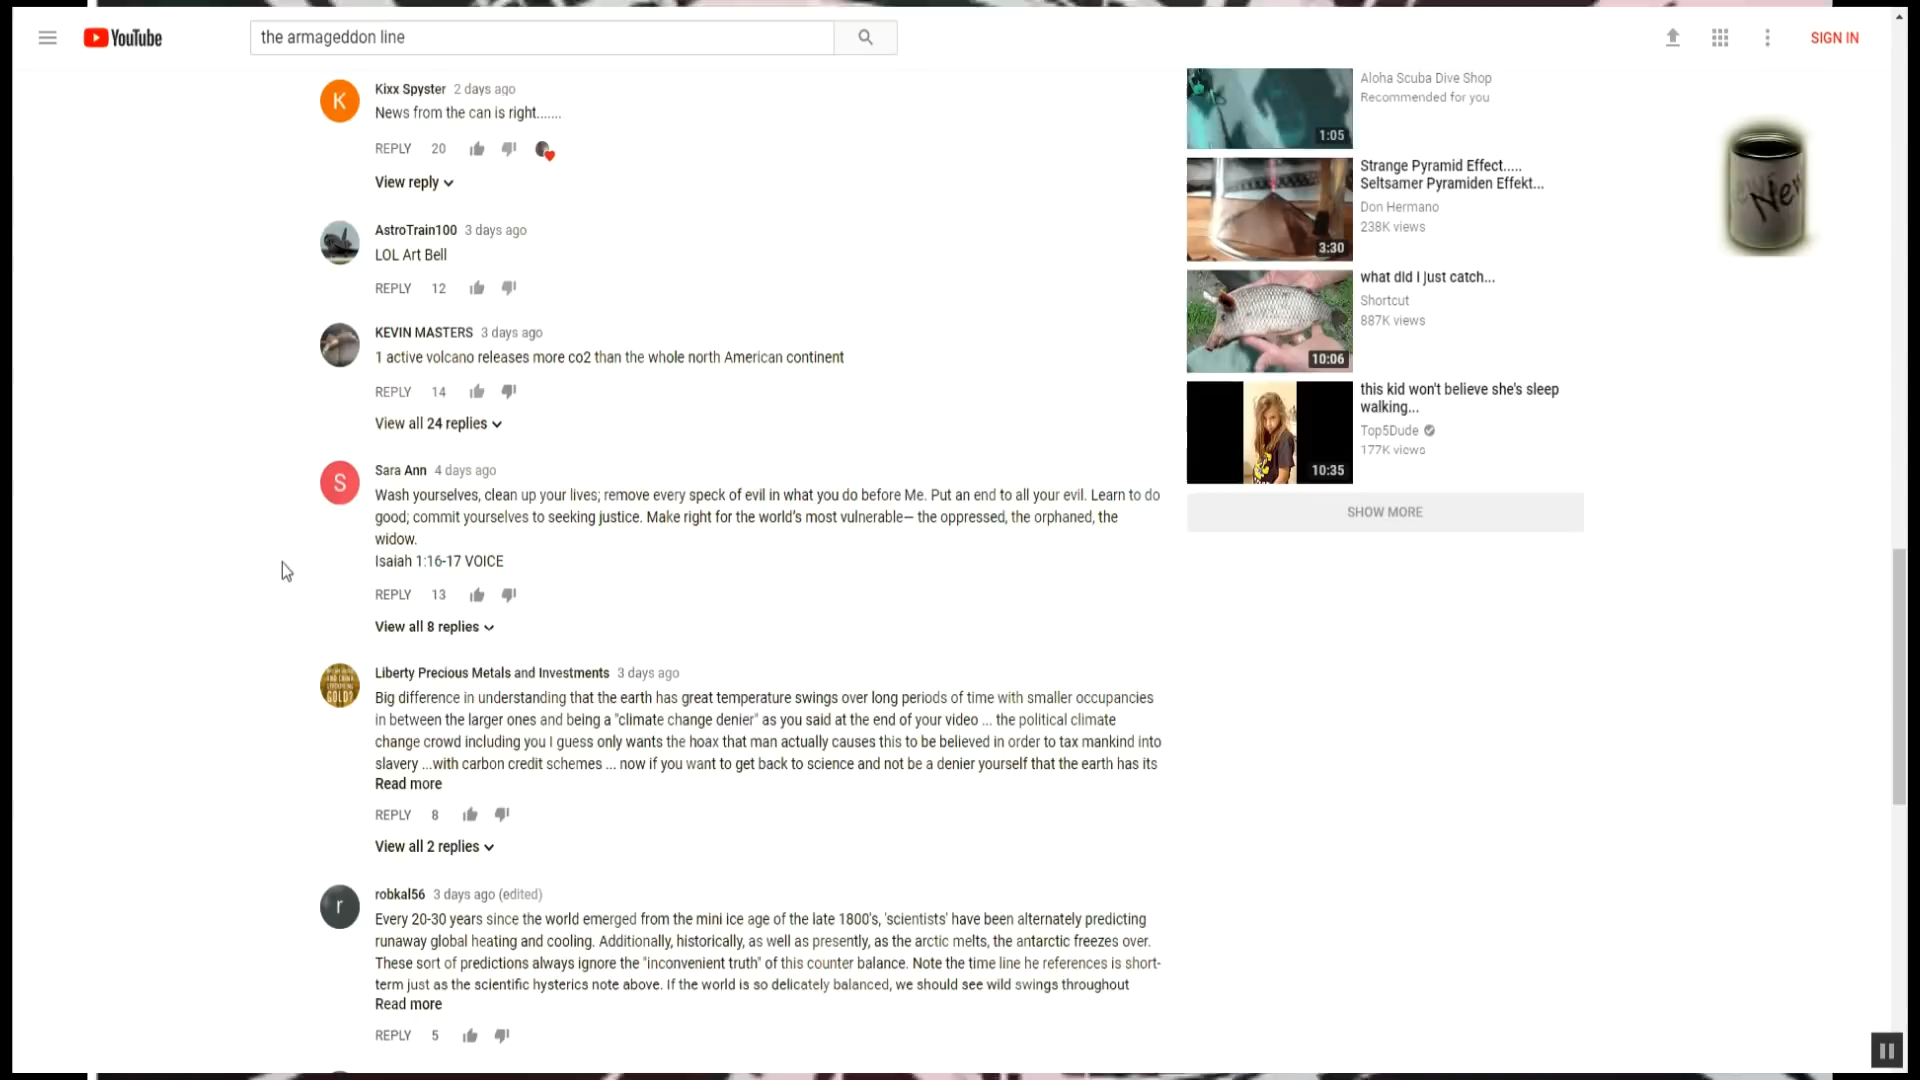 YouTube
the armageddon line
SIGN IN
Kixx Spyster 2 days ago
News from the can is right.......
REPLY 20
View reply
AstroTrain100 3 days ago
LOL Art Bell
REPLY 12
KEVIN MASTERS 3 days ago
1 active volcano releases more co2 than the whole north American continent
REPLY 14
View all 24 replies
S
Sara Ann 4 days ago
Wash yourselves, clean up your lives; remove every speck of evil in what you do before Me. Put an end to all your evil. Learn to do
good; commit yourselves to seeking justice. Make right for the world's most vulnerable— the oppressed, the orphaned, the
widow.
Isaiah 1:16-17 VOICE
REPLY 13
View all 8 replies
GOLD?
Liberty Precious Metals and Investments 3 days ago
Big difference in understanding that the earth has great temperature swings over long periods of time with smaller occupancies
in between the larger ones and being a "climate change denier" as you said at the end of your video ... the political climate
change crowd including you I guess only wants the hoax that man actually causes this to be believed in order to tax mankind into
slavery ...with carbon credit schemes ... now if you want to get back to science and not be a denier yourself that the earth has its
Read more
REPLY 8
View all 2 replies
r
robkal56 3 days ago (edited)
Every 20-30 years since the world emerged from the mini ice age of the late 1800's, 'scientists' have been alternately predicting
runaway global heating and cooling. Additionally, historically, as well as presently, as the arctic melts, the antarctic freezes over.
These sort of predictions always ignore the "inconvenient truth" of this counter balance. Note the time line he references is short-
term just as the scientific hysterics note above. If the world is so delicately balanced, we should see wild swings throughout
Read more
REPLY 5
K
Aloha Scuba Dive Shop
Recommended for you
1:05
Strange Pyramid Effect.....
Seltsamer Pyramiden Effekt...
Don Hermano
238K views
3:30
what did I just catch...
Shortcut
887K views
10:06
this kid won't believe she's sleep
walking...
Top5Dude
177K views
10:35
SHOW MORE
New